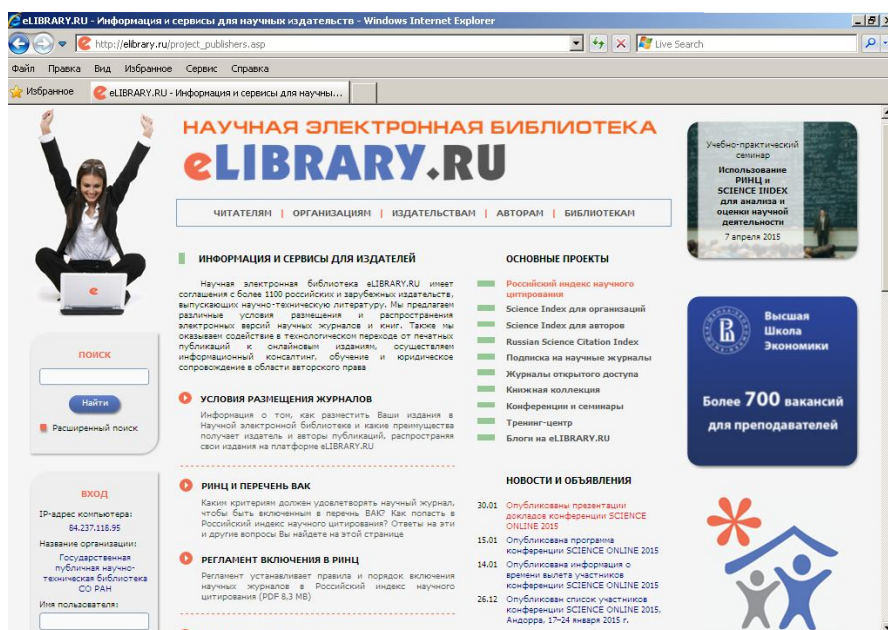 eLIBRARY.RU - Информация и сервисы для научных издательств - Windows Internet Explorer
http://elibrary.ru/project_publishers.asp
Live Search
Файл Правка Вид Избранное Сервис Справка
Избранное
eLIBRARY.RU - Информация и сервисы для научны...
НАУЧНАЯ ЭЛЕКТРОННАЯ БИБЛИОТЕКА
eLIBRARY.RU
ЧИТАТЕЛЯМ | ОРГАНИЗАЦИЯМ | ИЗДАТЕЛЬСТВАМ | АВТОРАМ | БИБЛИОТЕКАМ
e
ПОИСК
Найти
Расширенный поиск
ВХОД
IP-адрес компьютера:
84.237.118.95
Название организации:
Государственная
публичная научно-
техническая библиотека
СО РАН
Имя пользователя:
ИНФОРМАЦИЯ И СЕРВИСЫ ДЛЯ ИЗДАТЕЛЕЙ
Научная электронная библиотека eLIBRARY.RU имеет
соглашения с более 1100 российских и зарубежных издательств,
выпускающих научно-техническую литературу. Мы предлагаем
различные условия размещения и распространения
электронных версий научных журналов и книг. Также мы
оказываем содействие в технологическом переходе от печатных
публикаций к онлайновым изданиям, осуществляем
информационный консалтинг, обучение и юридическое
сопровождение в области авторского права
УСЛОВИЯ РАЗМЕЩЕНИЯ ЖУРНАЛОВ
Информация о том, как разместить Ваши издания в
Научной электронной библиотеке и какие преимущества
получает издатель и авторы публикаций, распространяя
свои издания на платформе eLIBRARY.RU
РИНЦ И ПЕРЕЧЕНЬ ВАК
Каким критериям должен удовлетворять научный журнал,
чтобы быть включенным в перечень ВАК? Как попасть в
Российский индекс научного цитирования? Ответы на эти
и другие вопросы Вы найдете на этой странице
РЕГЛАМЕНТ ВКЛЮЧЕНИЯ В РИНЦ
Регламент устанавливает правила и порядок включения
научных журналов в Российский индекс научного
цитирования (PDF 8,3 MB)
ОСНОВНЫЕ ПРОЕКТЫ
Российский индекс научного
цитирования
Science Index для организаций
Science Index для авторов
Russian Science Citation Index
Подписка на научные журналы
Журналы открытого доступа
Книжная коллекция
Конференции и семинары
Тренинг-центр
Блоги на eLIBRARY.RU
НОВОСТИ И ОБЪЯВЛЕНИЯ
30.01 Опубликованы презентации
докладов конференции SCIENCE
ONLINE 2015
15.01 Опубликована программа
конференции SCIENCE ONLINE 2015
14.01 Опубликована информация о
времени вылета участников
конференции SCIENCE ONLINE 2015
26.12 Опубликован список участников
конференции SCIENCE ONLINE 2015,
Андорра, 17-24 января 2015 г.
Учебно-практический
семинар
Использование
РИНЦ и
SCIENCE INDEX
для анализа и
оценки научной
деятельности
7 апреля 2015
Высшая
Школа
Экономики
Более 700 вакансий
для преподавателей